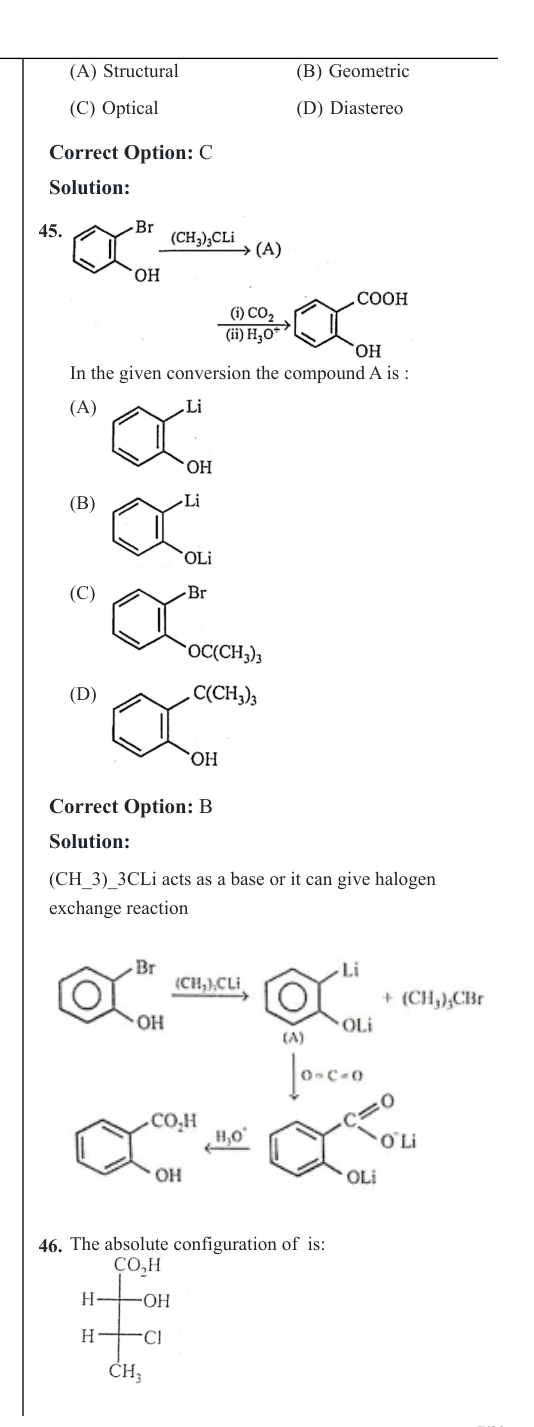 (A) Structural (B) Geometric
(C) Optical (D) Diastereo
Correct Option: C
Solution:
45. Br (CH₃)₃CLi (A)
OH
(i) CO₂ COOH
(ii) H₃O⁺
OH
In the given conversion the compound A is :
(A) Li
OH
(B) Li
OLi
(C) Br
OC(CH₃)₃
(D) C(CH₃)₃
OH
Correct Option: B
Solution:
(CH_3)_3CLi acts as a base or it can give halogen
exchange reaction
Br (CH₃)₃CLi Li
+ (CH₃)₃CBr
OH OLi
(A)
O=C=O
CO₂H H₃O⁺ C O
O⁻Li
OH OLi
46. The absolute configuration of is:
CO₂H
H OH
H Cl
CH₃